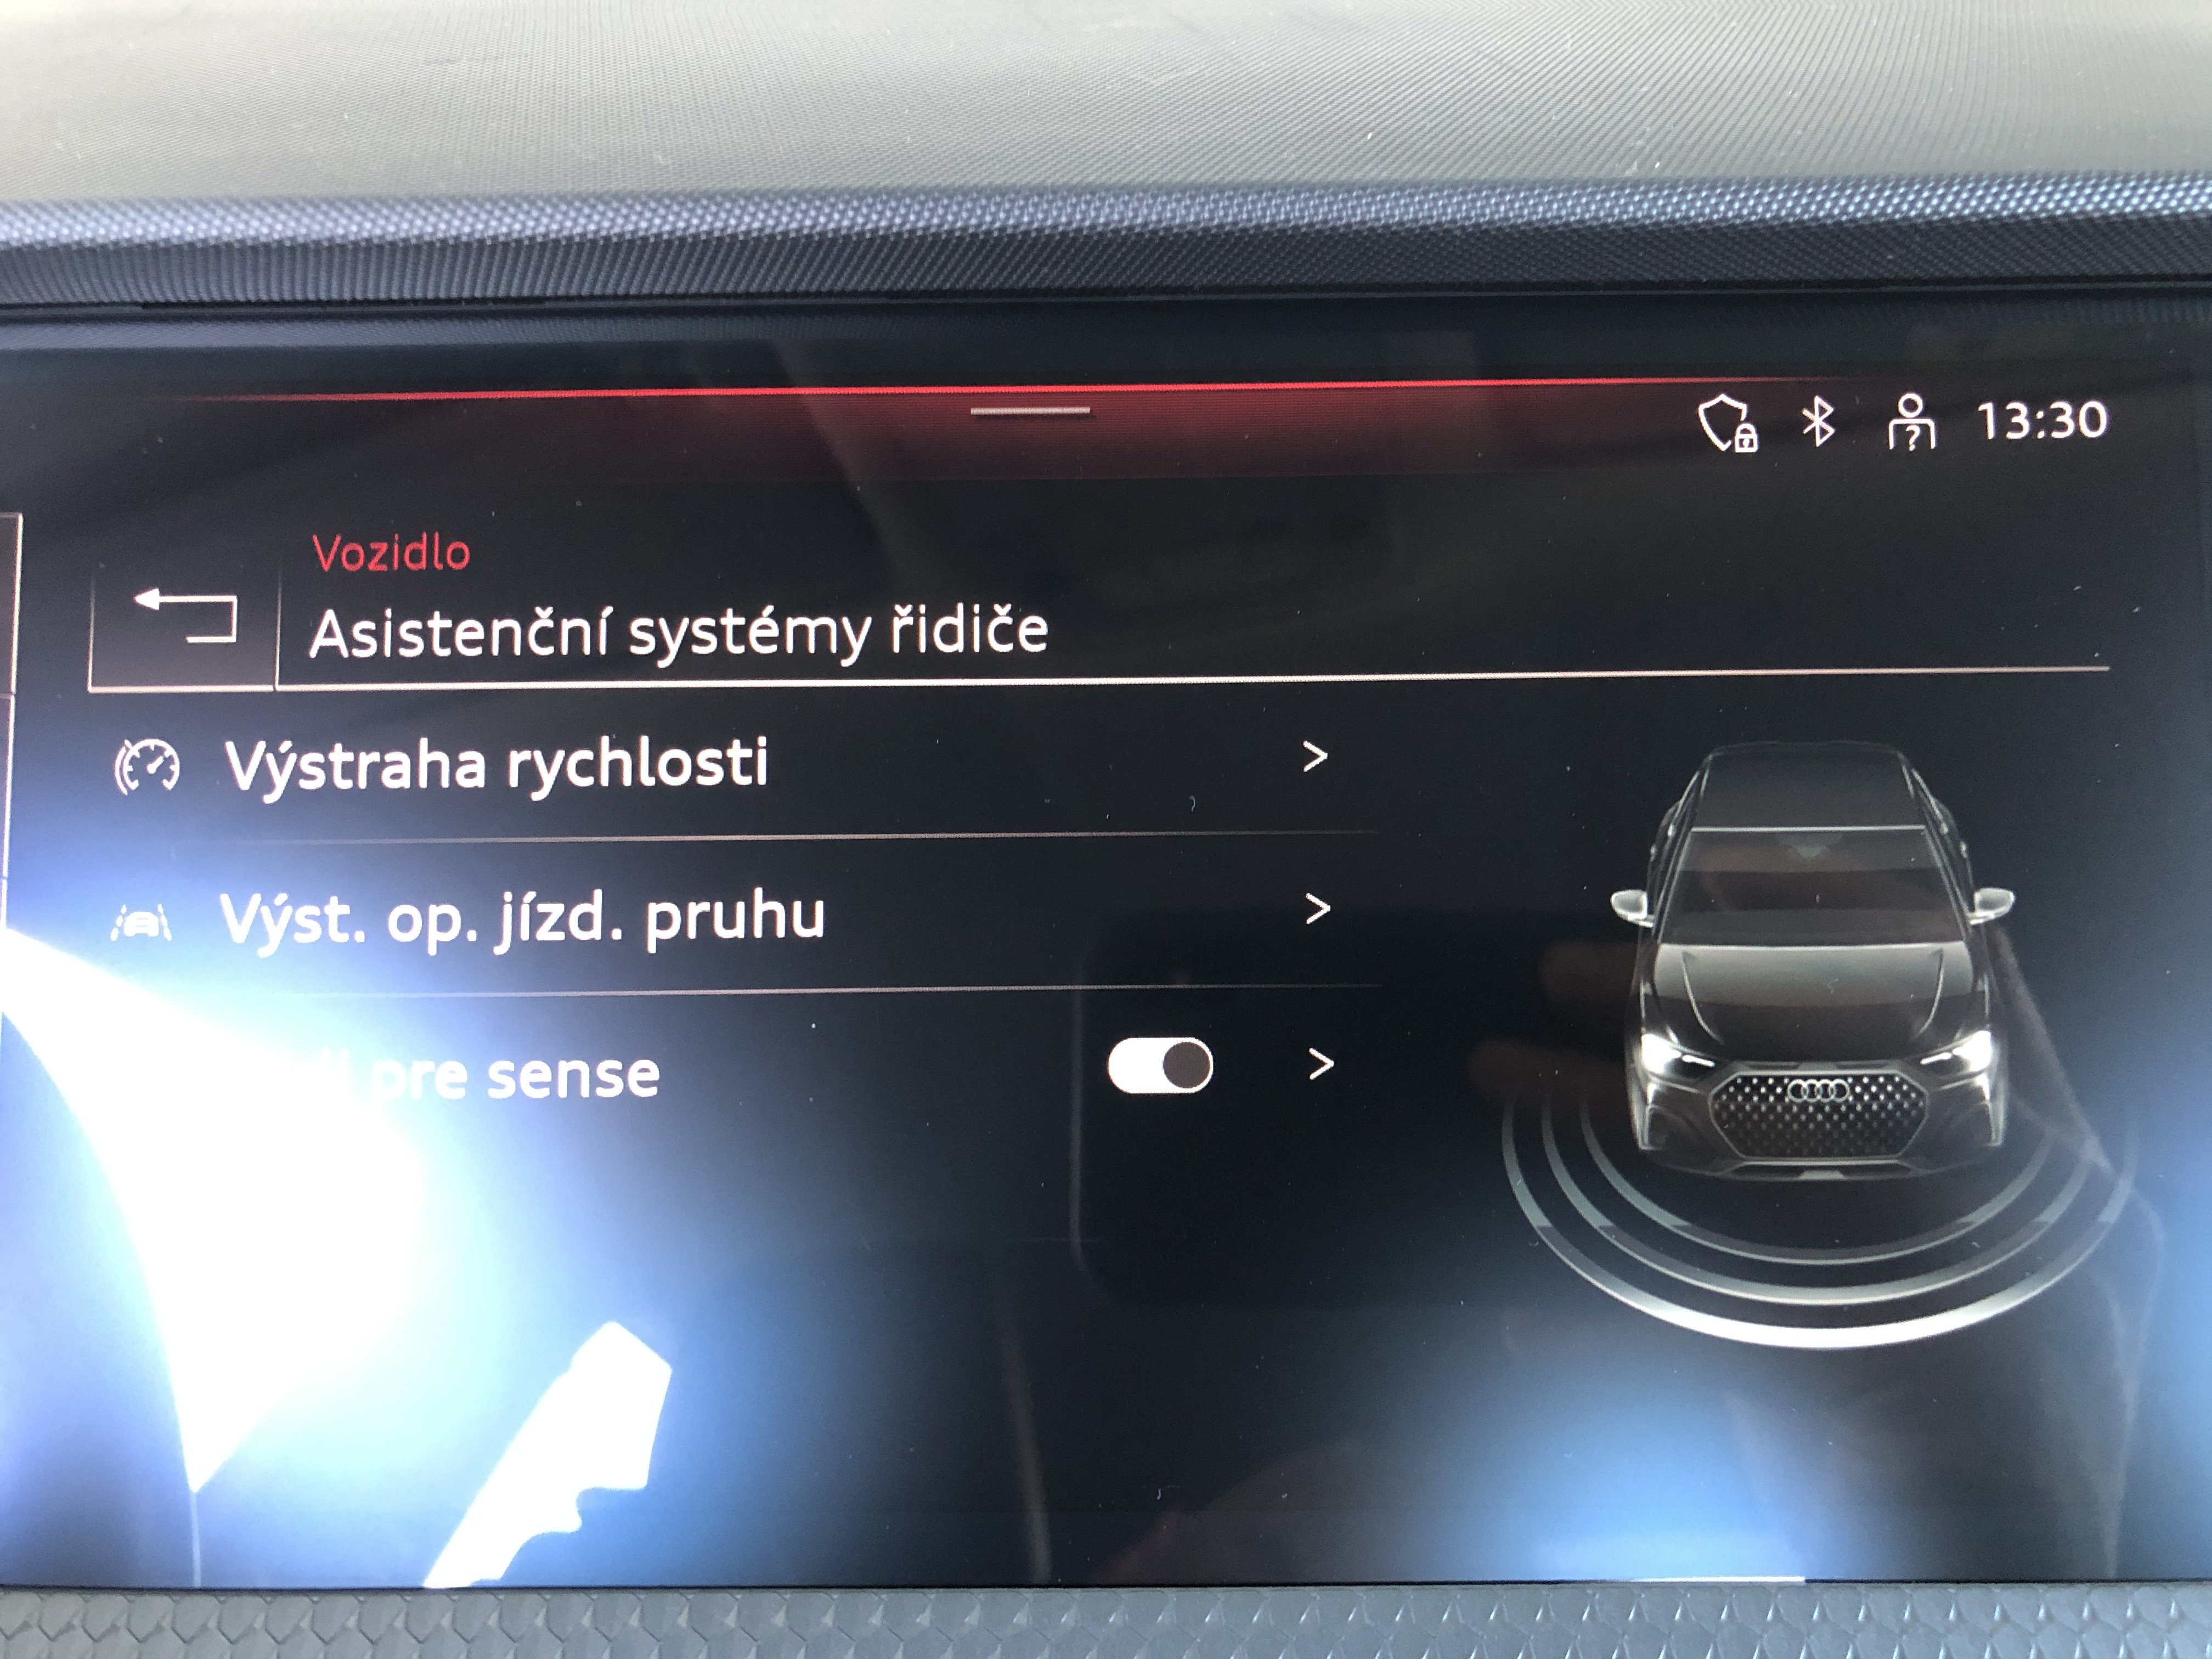 13:30
Vozidlo
Asistenční systémy řidiče
Výstraha rychlosti
Výst. op. jízd. pruhu
pre sense